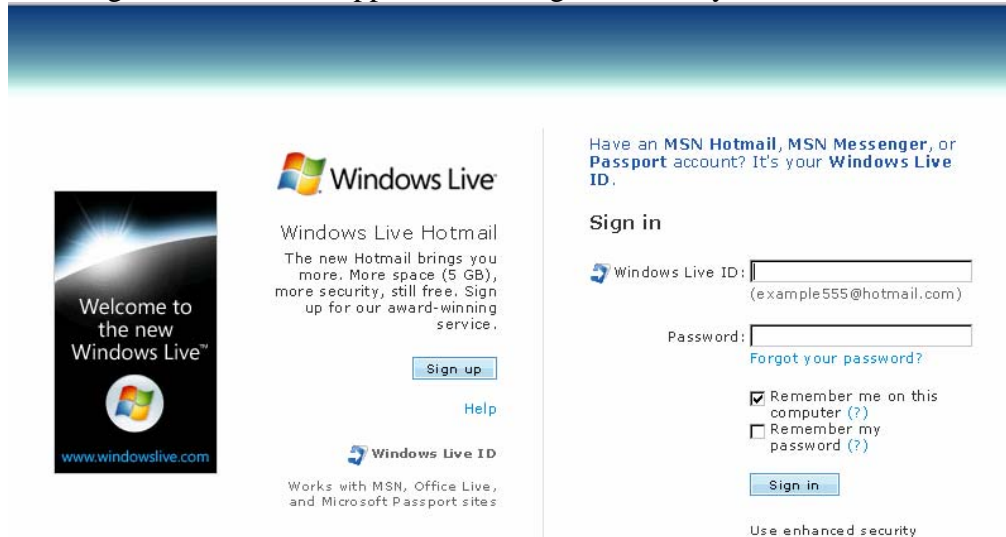 Welcome to
the new
Windows Live™
www.windowslive.com
Windows Live
Windows Live Hotmail
The new Hotmail brings you
more. More space (5 GB),
more security, still free. Sign
up for our award-winning
service.
Sign up
Help
Windows Live ID
Works with MSN, Office Live,
and Microsoft Passport sites
Have an MSN Hotmail, MSN Messenger, or
Passport account? It's your Windows Live
ID.
Sign in
Windows Live ID:
(example555@hotmail.com)
Password:
Forgot your password?
Remember me on this
computer (?)
Remember my
password (?)
Sign in
Use enhanced security